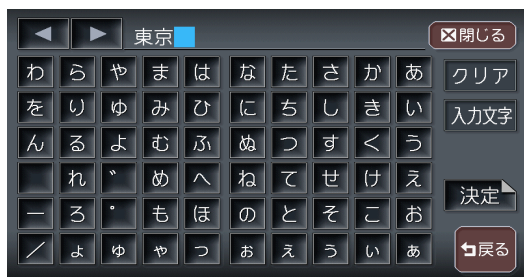 ◀ ▶ 東京 閉じる
わ ら や ま は な た さ か あ クリア
を り ゆ み ひ に ち し き い 入力文字
ん る よ む ふ ぬ つ す く う
れ ゛ め へ ね て せ け え 決定
ー ろ ゜ も ほ の と そ こ お
／ ょ ゅ ゃ っ ぉ ぇ ぅ ぃ ぁ 戻る